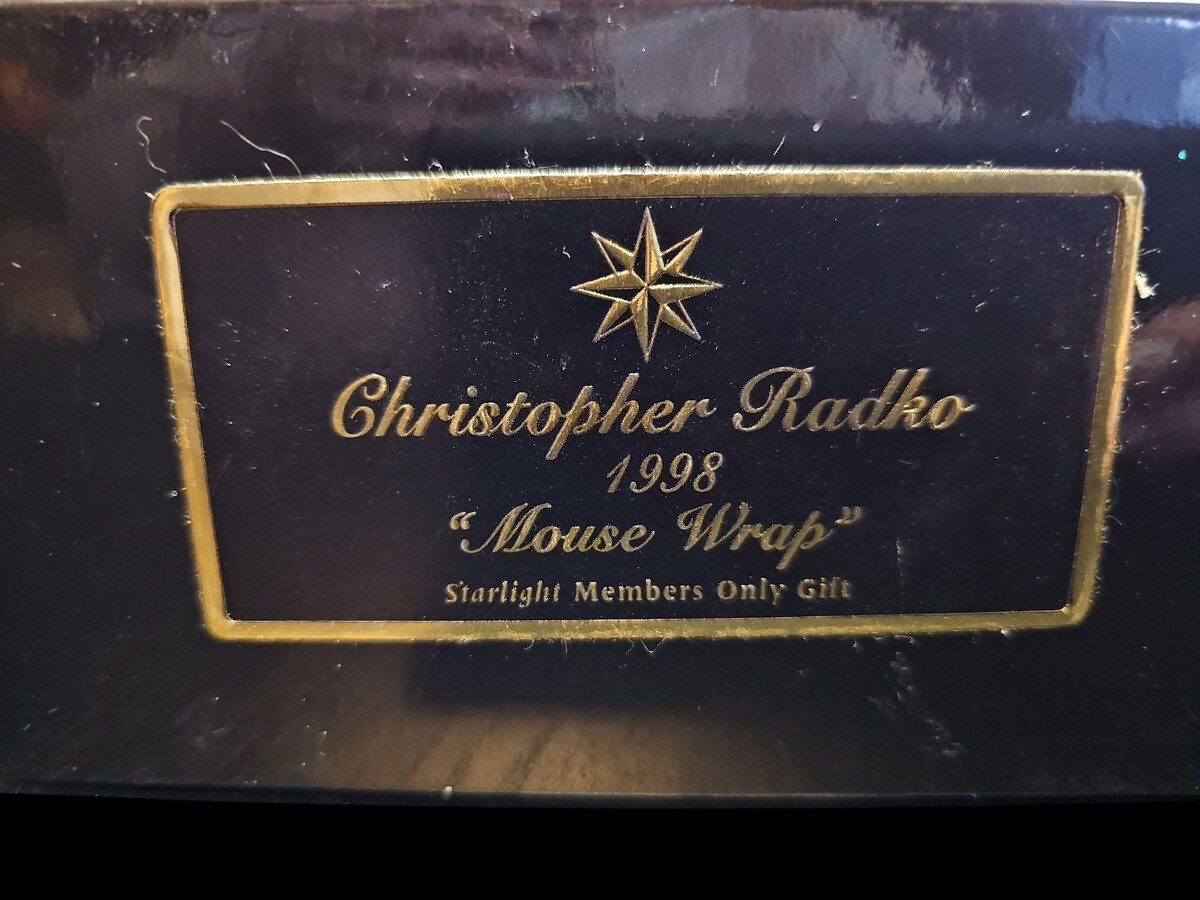 Christopher Radko
1998
“Mouse Wrap”
Starlight Members Only Gift